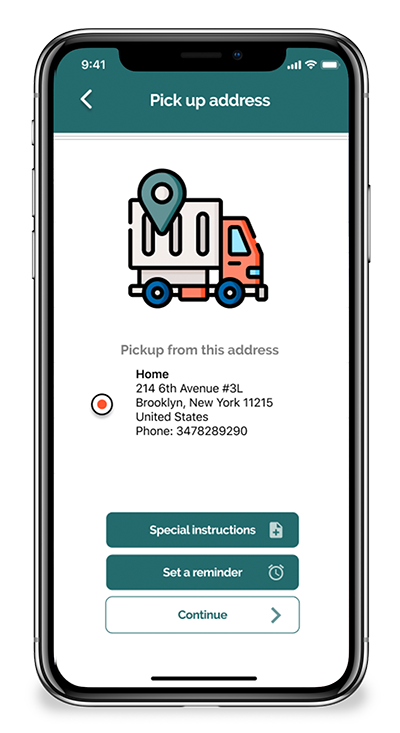 9:41
Pick up address
Pickup from this address
Home
214 6th Avenue #3L
Brooklyn, New York 11215
United States
Phone: 3478289290
Special instructions
Set a reminder
Continue